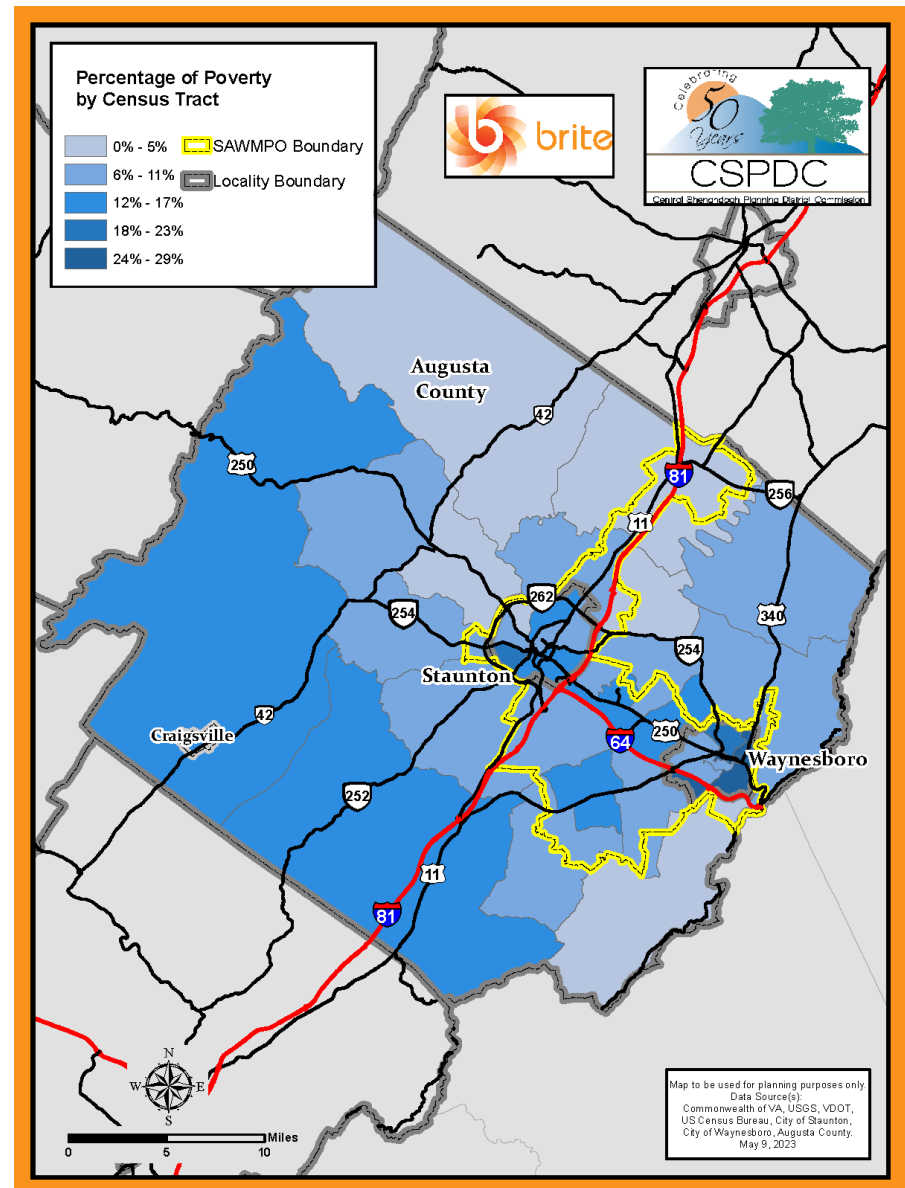 Percentage of Poverty
by Census Tract
0% - 5%
6% - 11%
12% - 17%
18% - 23%
24% - 29%
SAWMPO Boundary
Locality Boundary
brite
Celebrating
50
Years
CSPDC
Central Shenandoah Planning District Commission
Augusta
County
42
250
81
256
11
262
340
254
254
Staunton
42
Craigsville
250
64
Waynesboro
252
11
81
N
W
E
S
Miles
0
5
10
Map to be used for planning purposes only.
Data Source(s):
Commonwealth of VA, USGS, VDOT,
US Census Bureau, City of Staunton,
City of Waynesboro, Augusta County.
May 9, 2023